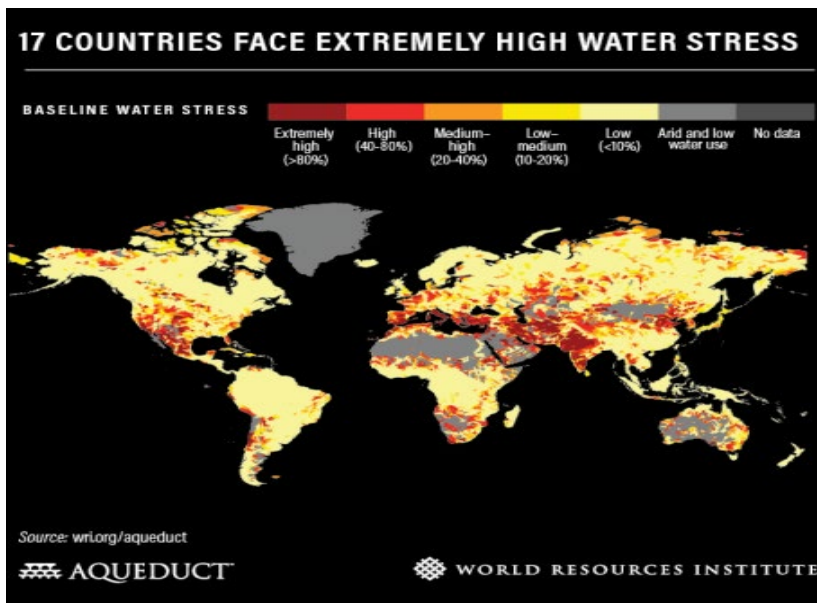 17 COUNTRIES FACE EXTREMELY HIGH WATER STRESS
BASELINE WATER STRESS
Extremely high (>80%)
High (40-80%)
Medium–high (20-40%)
Low–medium (10-20%)
Low (<10%)
Arid and low water use
No data
Source: wri.org/aqueduct
AQUEDUCT
WORLD RESOURCES INSTITUTE